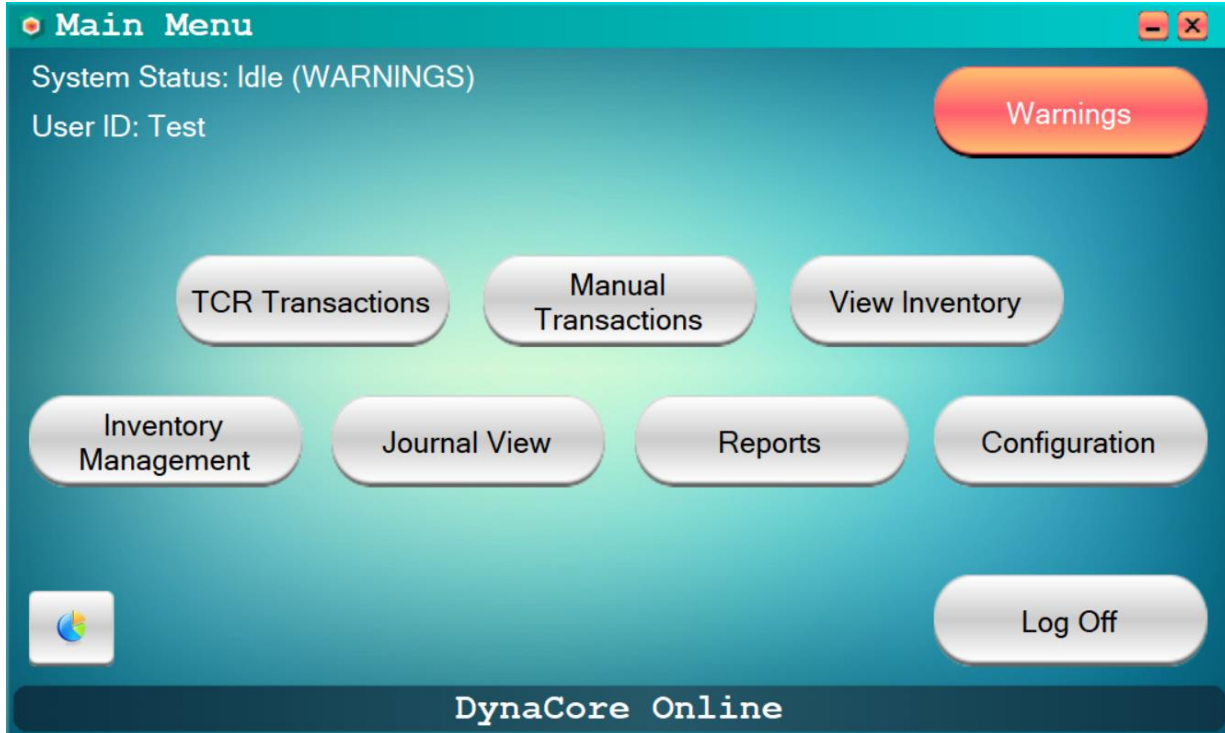 Main Menu
System Status: Idle (WARNINGS)
User ID: Test
Warnings
TCR Transactions
Manual
Transactions
View Inventory
Inventory
Management
Journal View
Reports
Configuration
Log Off
DynaCore Online